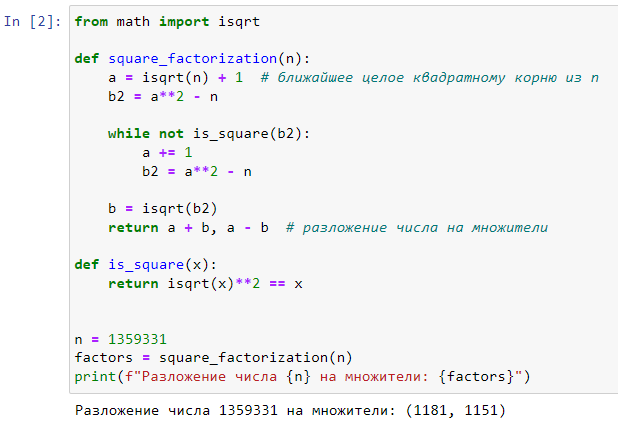 In [2]: from math import isqrt
def square_factorization(n):
    a = isqrt(n) + 1  # ближайшее целое квадратному корню из n
    b2 = a**2 - n
    while not is_square(b2):
        a += 1
        b2 = a**2 - n
    b = isqrt(b2)
    return a + b, a - b  # разложение числа на множители
def is_square(x):
    return isqrt(x)**2 == x
n = 1359331
factors = square_factorization(n)
print(f"Разложение числа {n} на множители: {factors}")
Разложение числа 1359331 на множители: (1181, 1151)